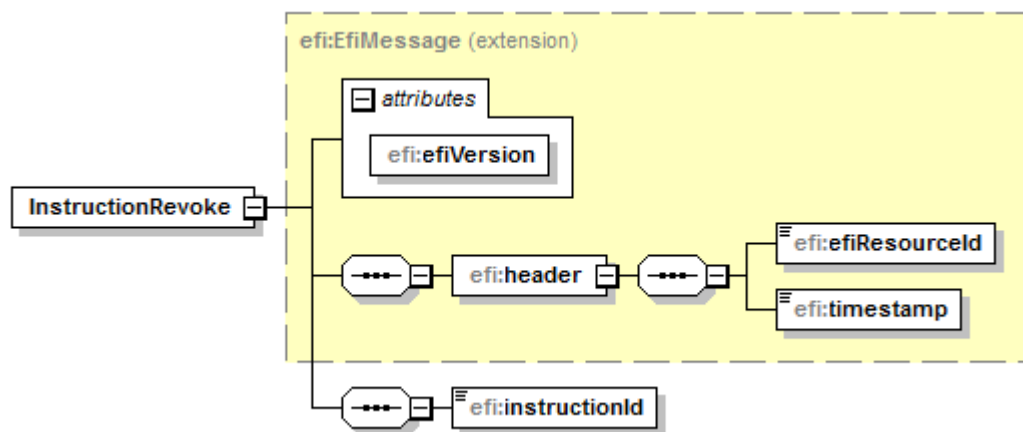 efi:EfiMessage (extension)
attributes
efi:efiVersion
InstructionRevoke
efi:efiResourceId
efi:header
efi:timestamp
efi:instructionId